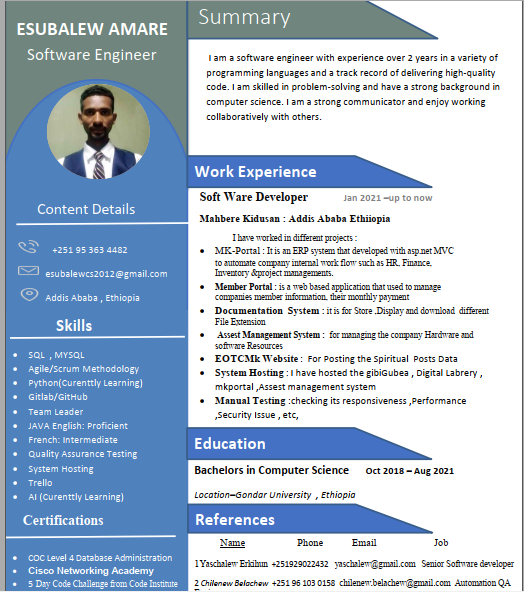 ESUBALEW AMARE
Software Engineer
Content Details
+251 95 363 4482
esubalewcs2012@gmail.com
Addis Ababa , Ethiopia
Skills
SQL , MYSQL
Agile/Scrum Methodology
Python(Curenttly Learning)
Gitlab/GitHub
Team Leader
JAVA English: Proficient
French: Intermediate
Quality Assurance Testing
System Hosting
Trello
AI (Curenttly Learning)
Certifications
COC Level 4 Database Administration
Cisco Networking Academy
5 Day Code Challenge from Code Institute
Summary
I am a software engineer with experience over 2 years in a variety of
programming languages and a track record of delivering high-quality
code. I am skilled in problem-solving and have a strong background in
computer science. I am a strong communicator and enjoy working
collaboratively with others.
Work Experience
Soft Ware Developer Jan 2021 –up to now
Mahbere Kidusan : Addis Ababa Ethiiopia
I have worked in different projects :
MK-Portal : It is an ERP system that developed with asp.net MVC
to automate company internal work flow such as HR, Finance,
Inventory &project managements.
Member Portal : is a web based application that used to manage
companies member information, their monthly payment
Documentation System : it is for Store ,Display and download different
File Extension
Assest Management System : for managing the company Hardware and
software Resources
EOTCMk Website : For Posting the Spiritual Posts Data
System Hosting : I have hosted the gibiGubea , Digital Labrery ,
mkportal ,Assest management system
Manual Testing :checking its responsiveness ,Performance
,Security Issue , etc,
Education
Bachelors in Computer Science Oct 2018 – Aug 2021
Location–Gondar University , Ethiopia
References
Name Phone Email Job
1 Yaschalew Erkihun +251929022432 yaschalew@gmail.com Senior Software developer
2 Chilenew Belachew +251 96 103 0158 chilenew.belachew@gmail.com Automation QA